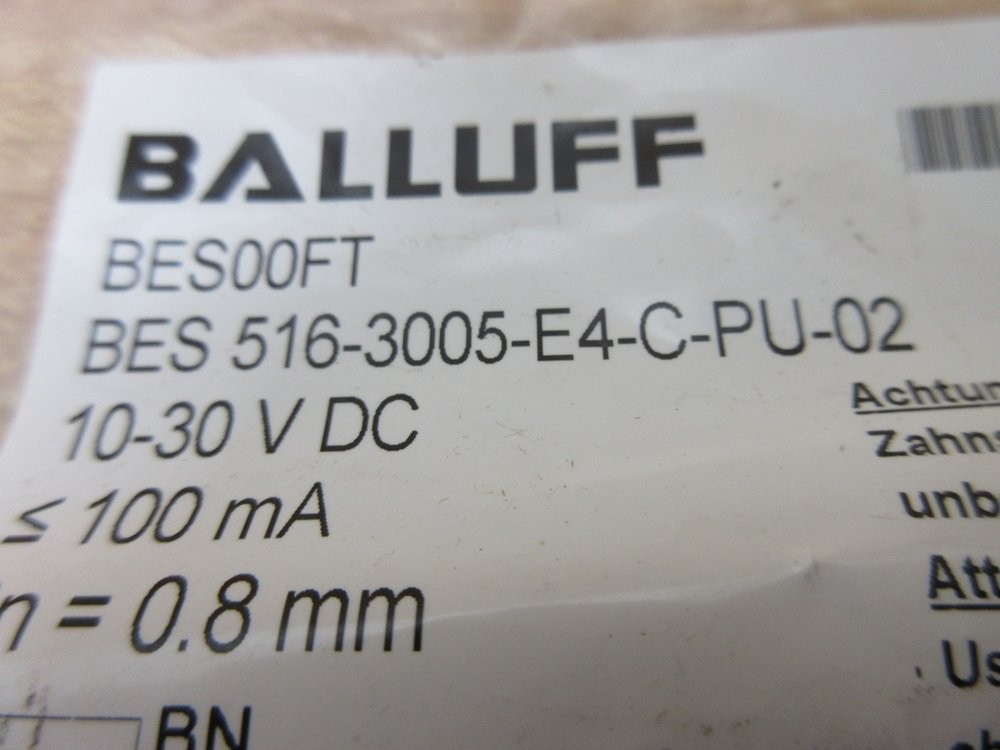 BALLUFF
BES00FT
BES 516-3005-E4-C-PU-02
10-30 V DC
≤ 100 mA
n = 0.8 mm
BN
Achtun
Zahn
unb
Att
Us